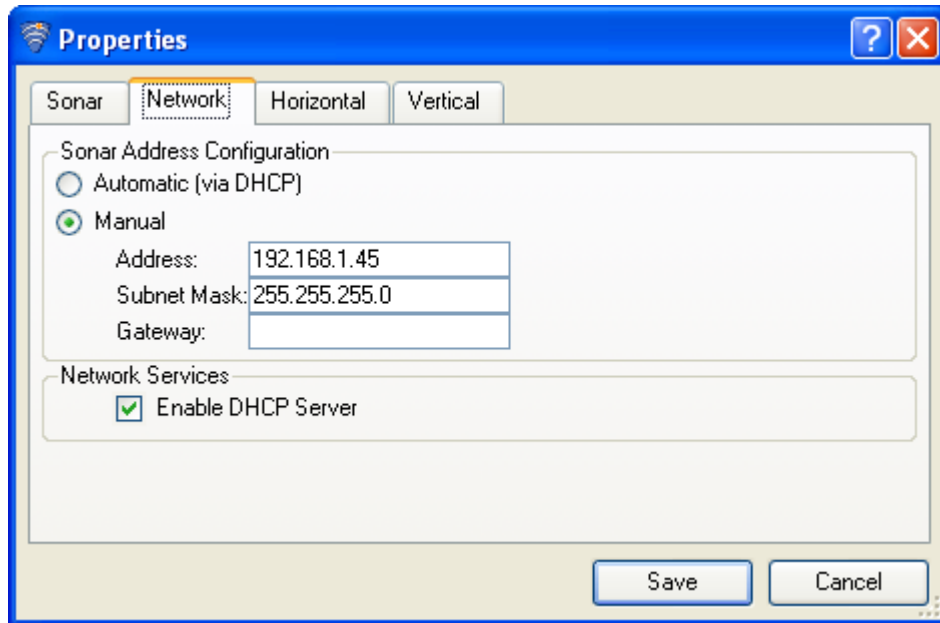 Properties
Sonar Network Horizontal Vertical
Sonar Address Configuration
Automatic (via DHCP)
Manual
Address: 192.168.1.45
Subnet Mask: 255.255.255.0
Gateway:
Network Services
Enable DHCP Server
Save Cancel